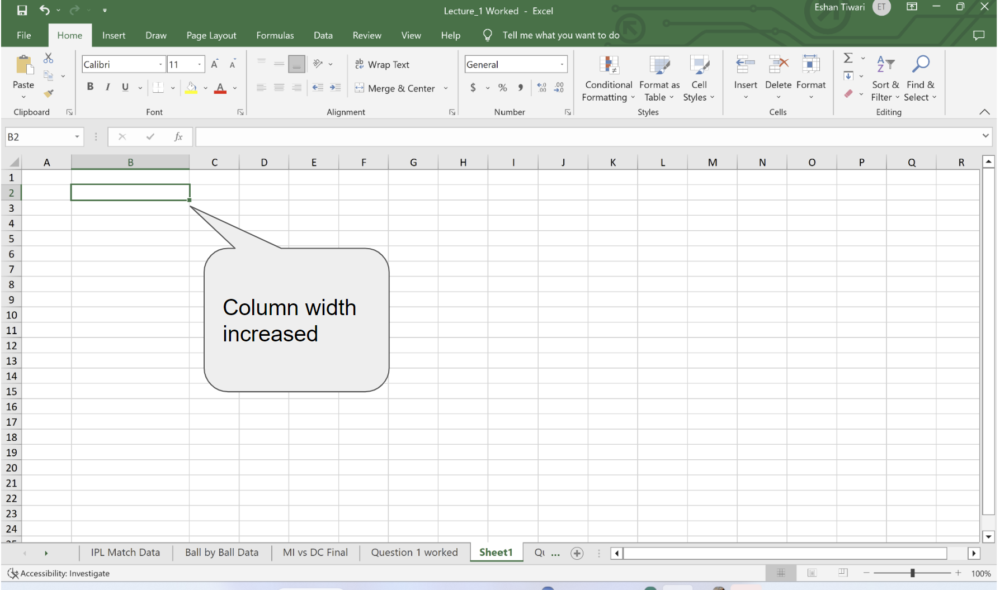 Lecture_1 Worked - Excel
Eshan Tiwari ET
File Home Insert Draw Page Layout Formulas Data Review View Help Tell me what you want to do
Calibri 11 A A ab Wrap Text General
Paste B I U A Merge & Center $ % , .00 .0
Conditional Formatting Format as Table Cell Styles Insert Delete Format Sort & Filter Find & Select
Clipboard Font Alignment Number Styles Cells Editing
B2 fx
A B C D E F G H I J K L M N O P Q R
1
2
3
4
5
6
7
8
9
10
11
12
13
14
15
16
17
18
19
20
21
22
23
24
Column width
increased
IPL Match Data Ball by Ball Data MI vs DC Final Question 1 worked Sheet1 Qu ...
Accessibility: Investigate 100%